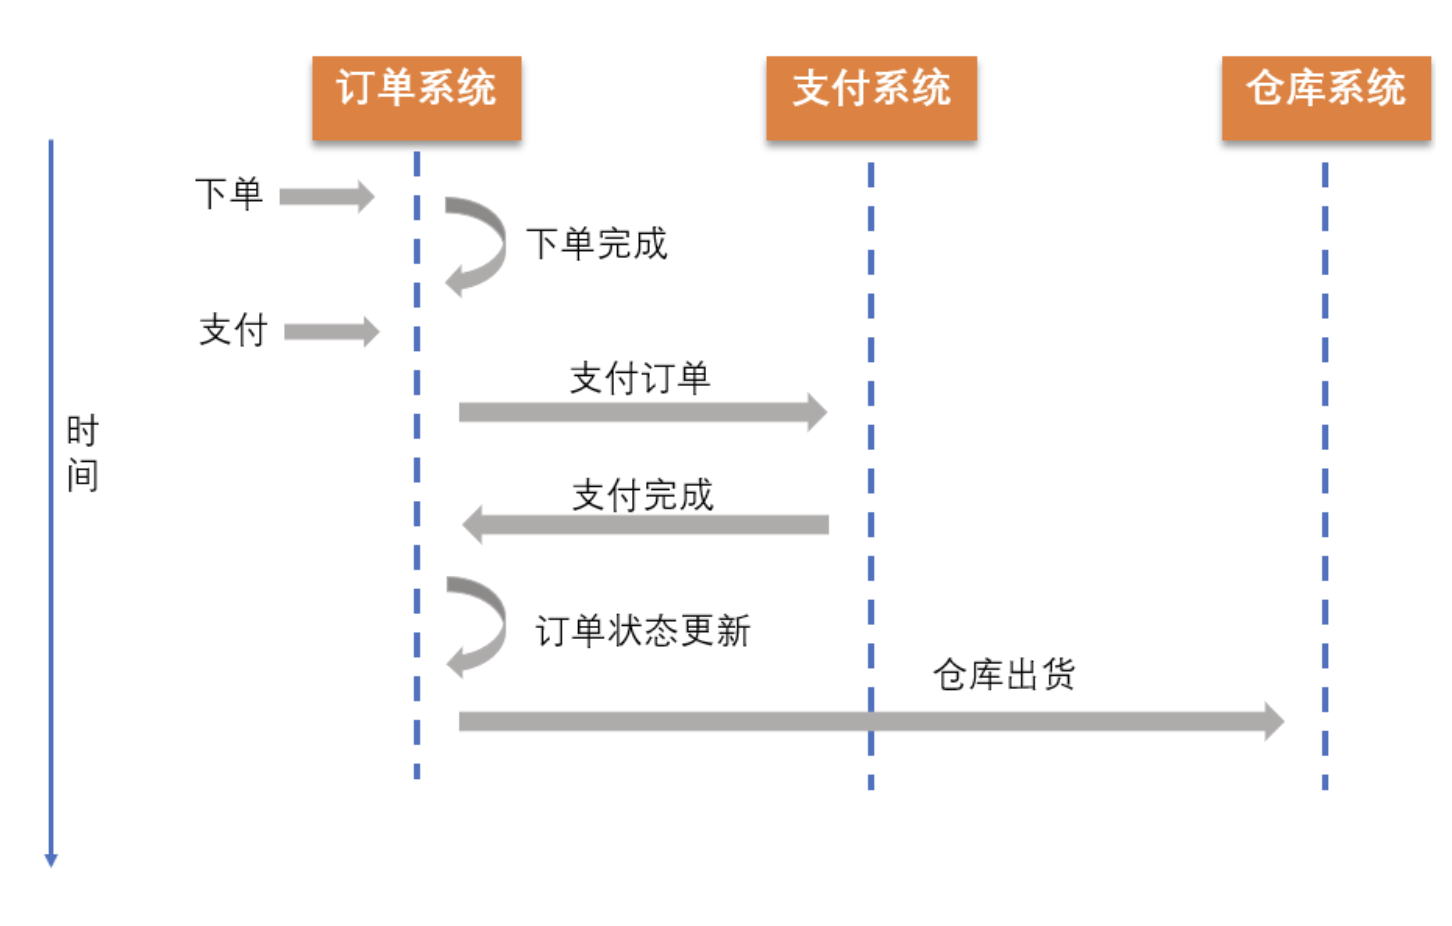 订单系统
支付系统
仓库系统
下单
下单完成
支付
支付订单
时
间
支付完成
订单状态更新
仓库出货